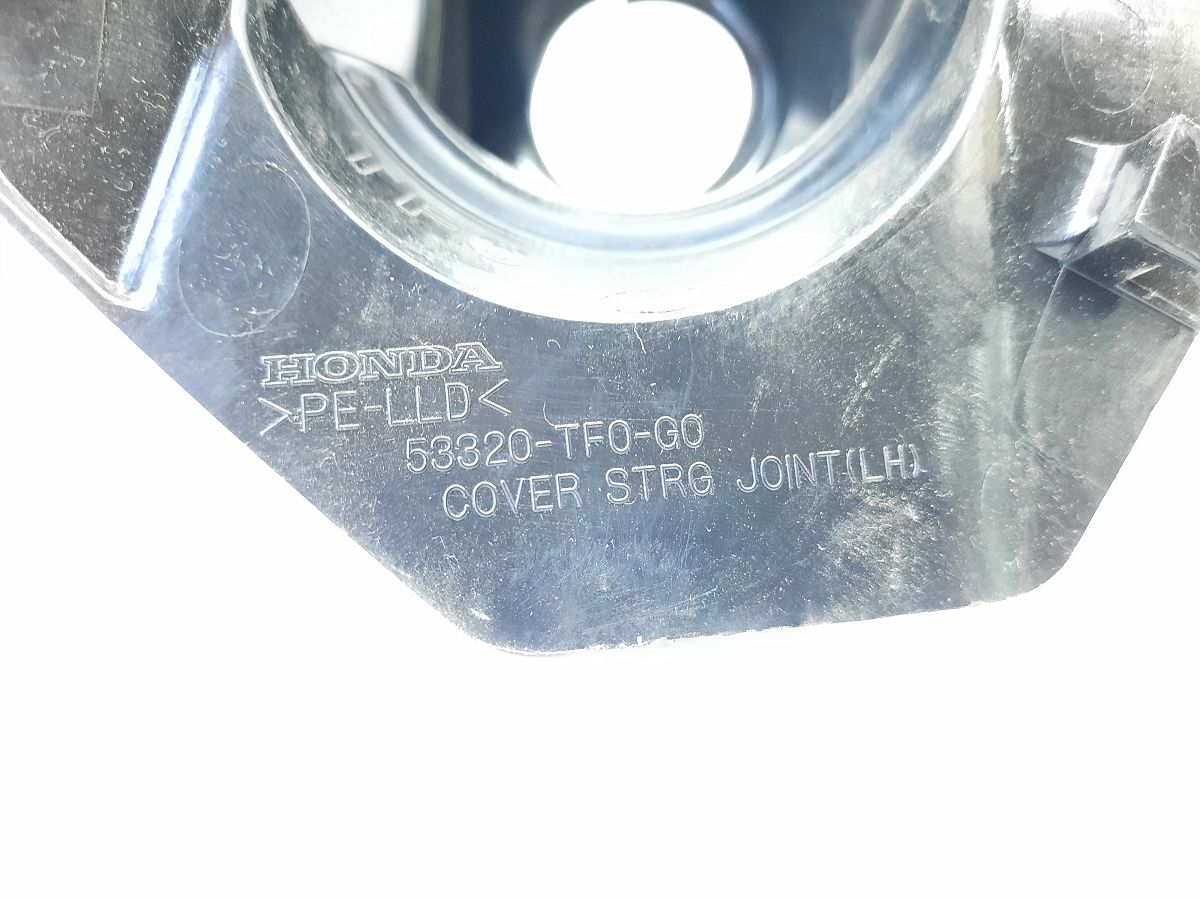 HONDA
>PE-LLD<
53320-TF0-G0
COVER STRG JOINT(LH)